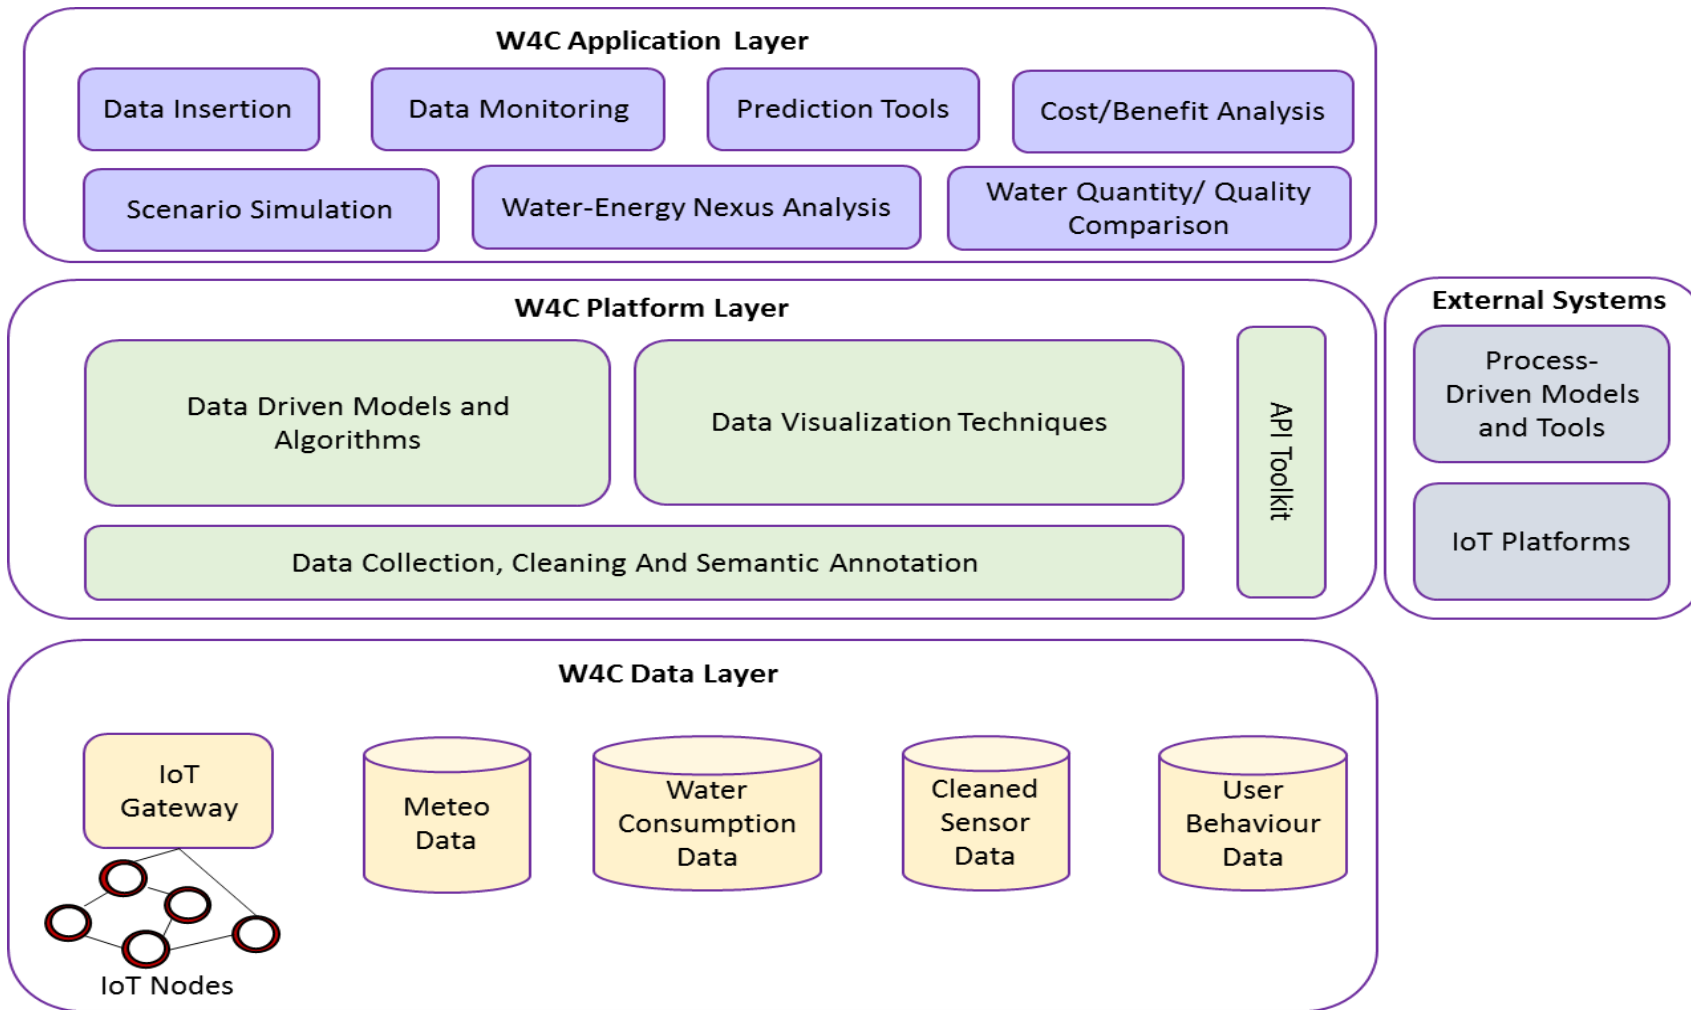 W4C Application Layer
Data Insertion
Data Monitoring
Prediction Tools
Cost/Benefit Analysis
Scenario Simulation
Water-Energy Nexus Analysis
Water Quantity/ Quality
Comparison
W4C Platform Layer
Data Driven Models and
Algorithms
Data Visualization Techniques
API Toolkit
Data Collection, Cleaning And Semantic Annotation
External Systems
Process-
Driven Models
and Tools
IoT Platforms
W4C Data Layer
IoT
Gateway
IoT Nodes
Meteo
Data
Water
Consumption
Data
Cleaned
Sensor
Data
User
Behaviour
Data